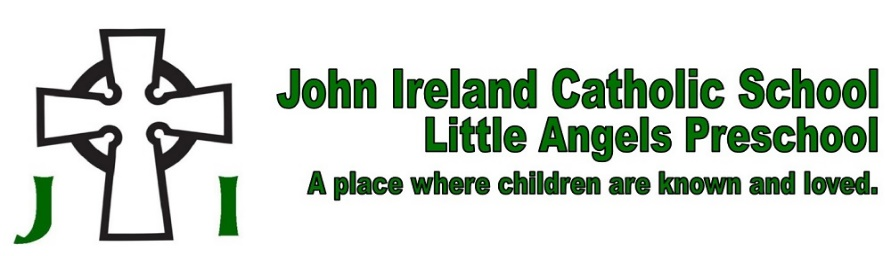 John Ireland Catholic School
Little Angels Preschool
A place where children are known and loved.
J I